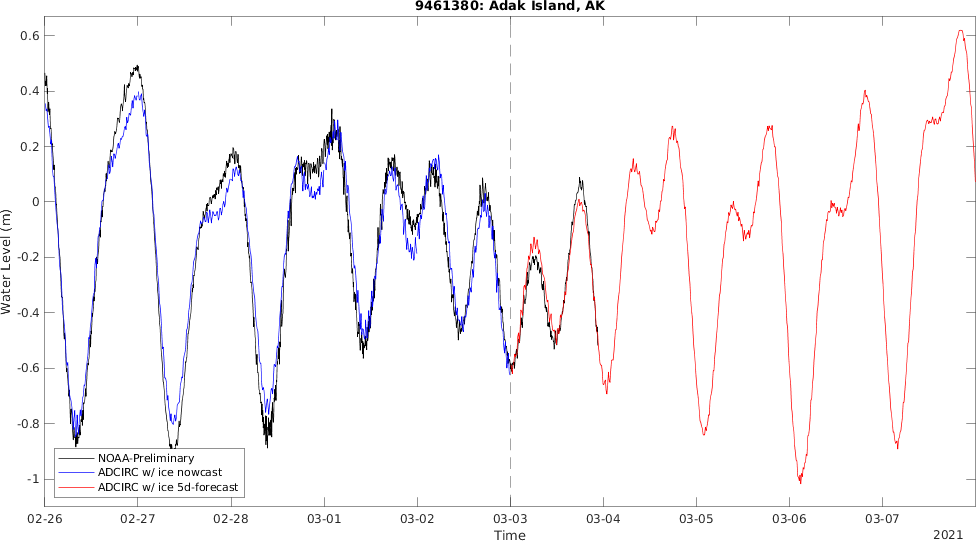 9461380: Adak Island, AK
0.6
0.4
0.2
0
-0.2
-0.4
-0.6
-0.8
-1
Water Level (m)
NOAA-Preliminary
ADCIRC w/ ice nowcast
ADCIRC w/ ice 5d-forecast
02-26 02-27 02-28 03-01 03-02 03-03 03-04 03-05 03-06 03-07
Time
2021